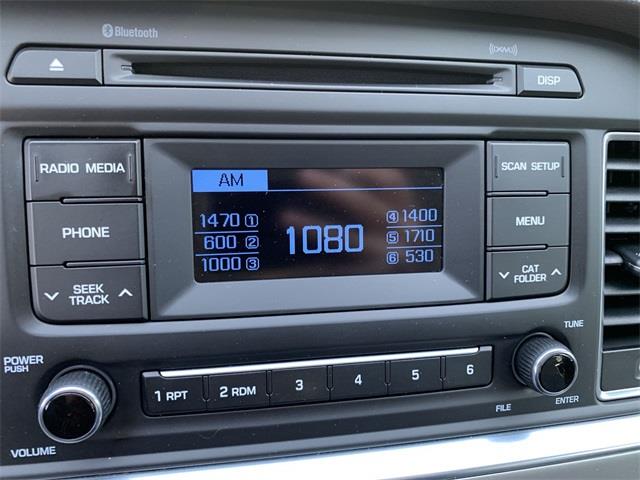 Bluetooth
DISP
RADIO MEDIA
PHONE
SEEK
TRACK
AM
1470 1
600 2
1000 3
1080
4 1400
5 1710
6 530
SCAN SETUP
MENU
CAT
FOLDER
POWER
PUSH
VOLUME
1 RPT
2 RDM
3
4
5
6
TUNE
FILE
ENTER